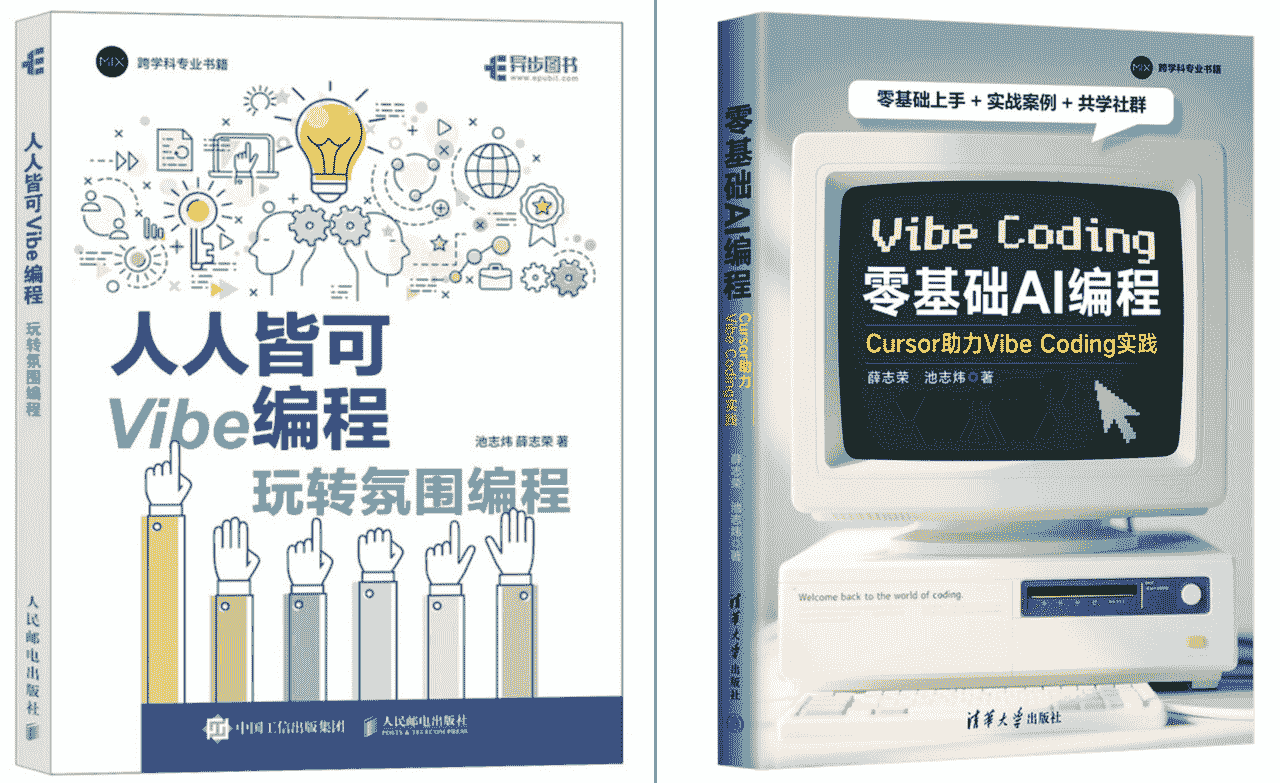 MIX 跨学科专业书籍
异步图书
www.epubit.com
人人皆可
Vibe编程
池志炜 薛志荣 著
玩转氛围编程
中国工信出版集团 人民邮电出版社
POSTS & TELECOM PRESS
人人皆可Vibe编程 玩转氛围编程
人民邮电出版社
MIX 跨学科专业书籍
零基础上手 + 实战案例 + 共学社群
Vibe Coding
零基础AI编程
Cursor助力Vibe Coding实践
薛志荣 池志炜 著
Welcome back to the world of coding.
清华大学出版社
零基础AI编程
Cursor助力
Vibe Coding实践
清华大学出版社